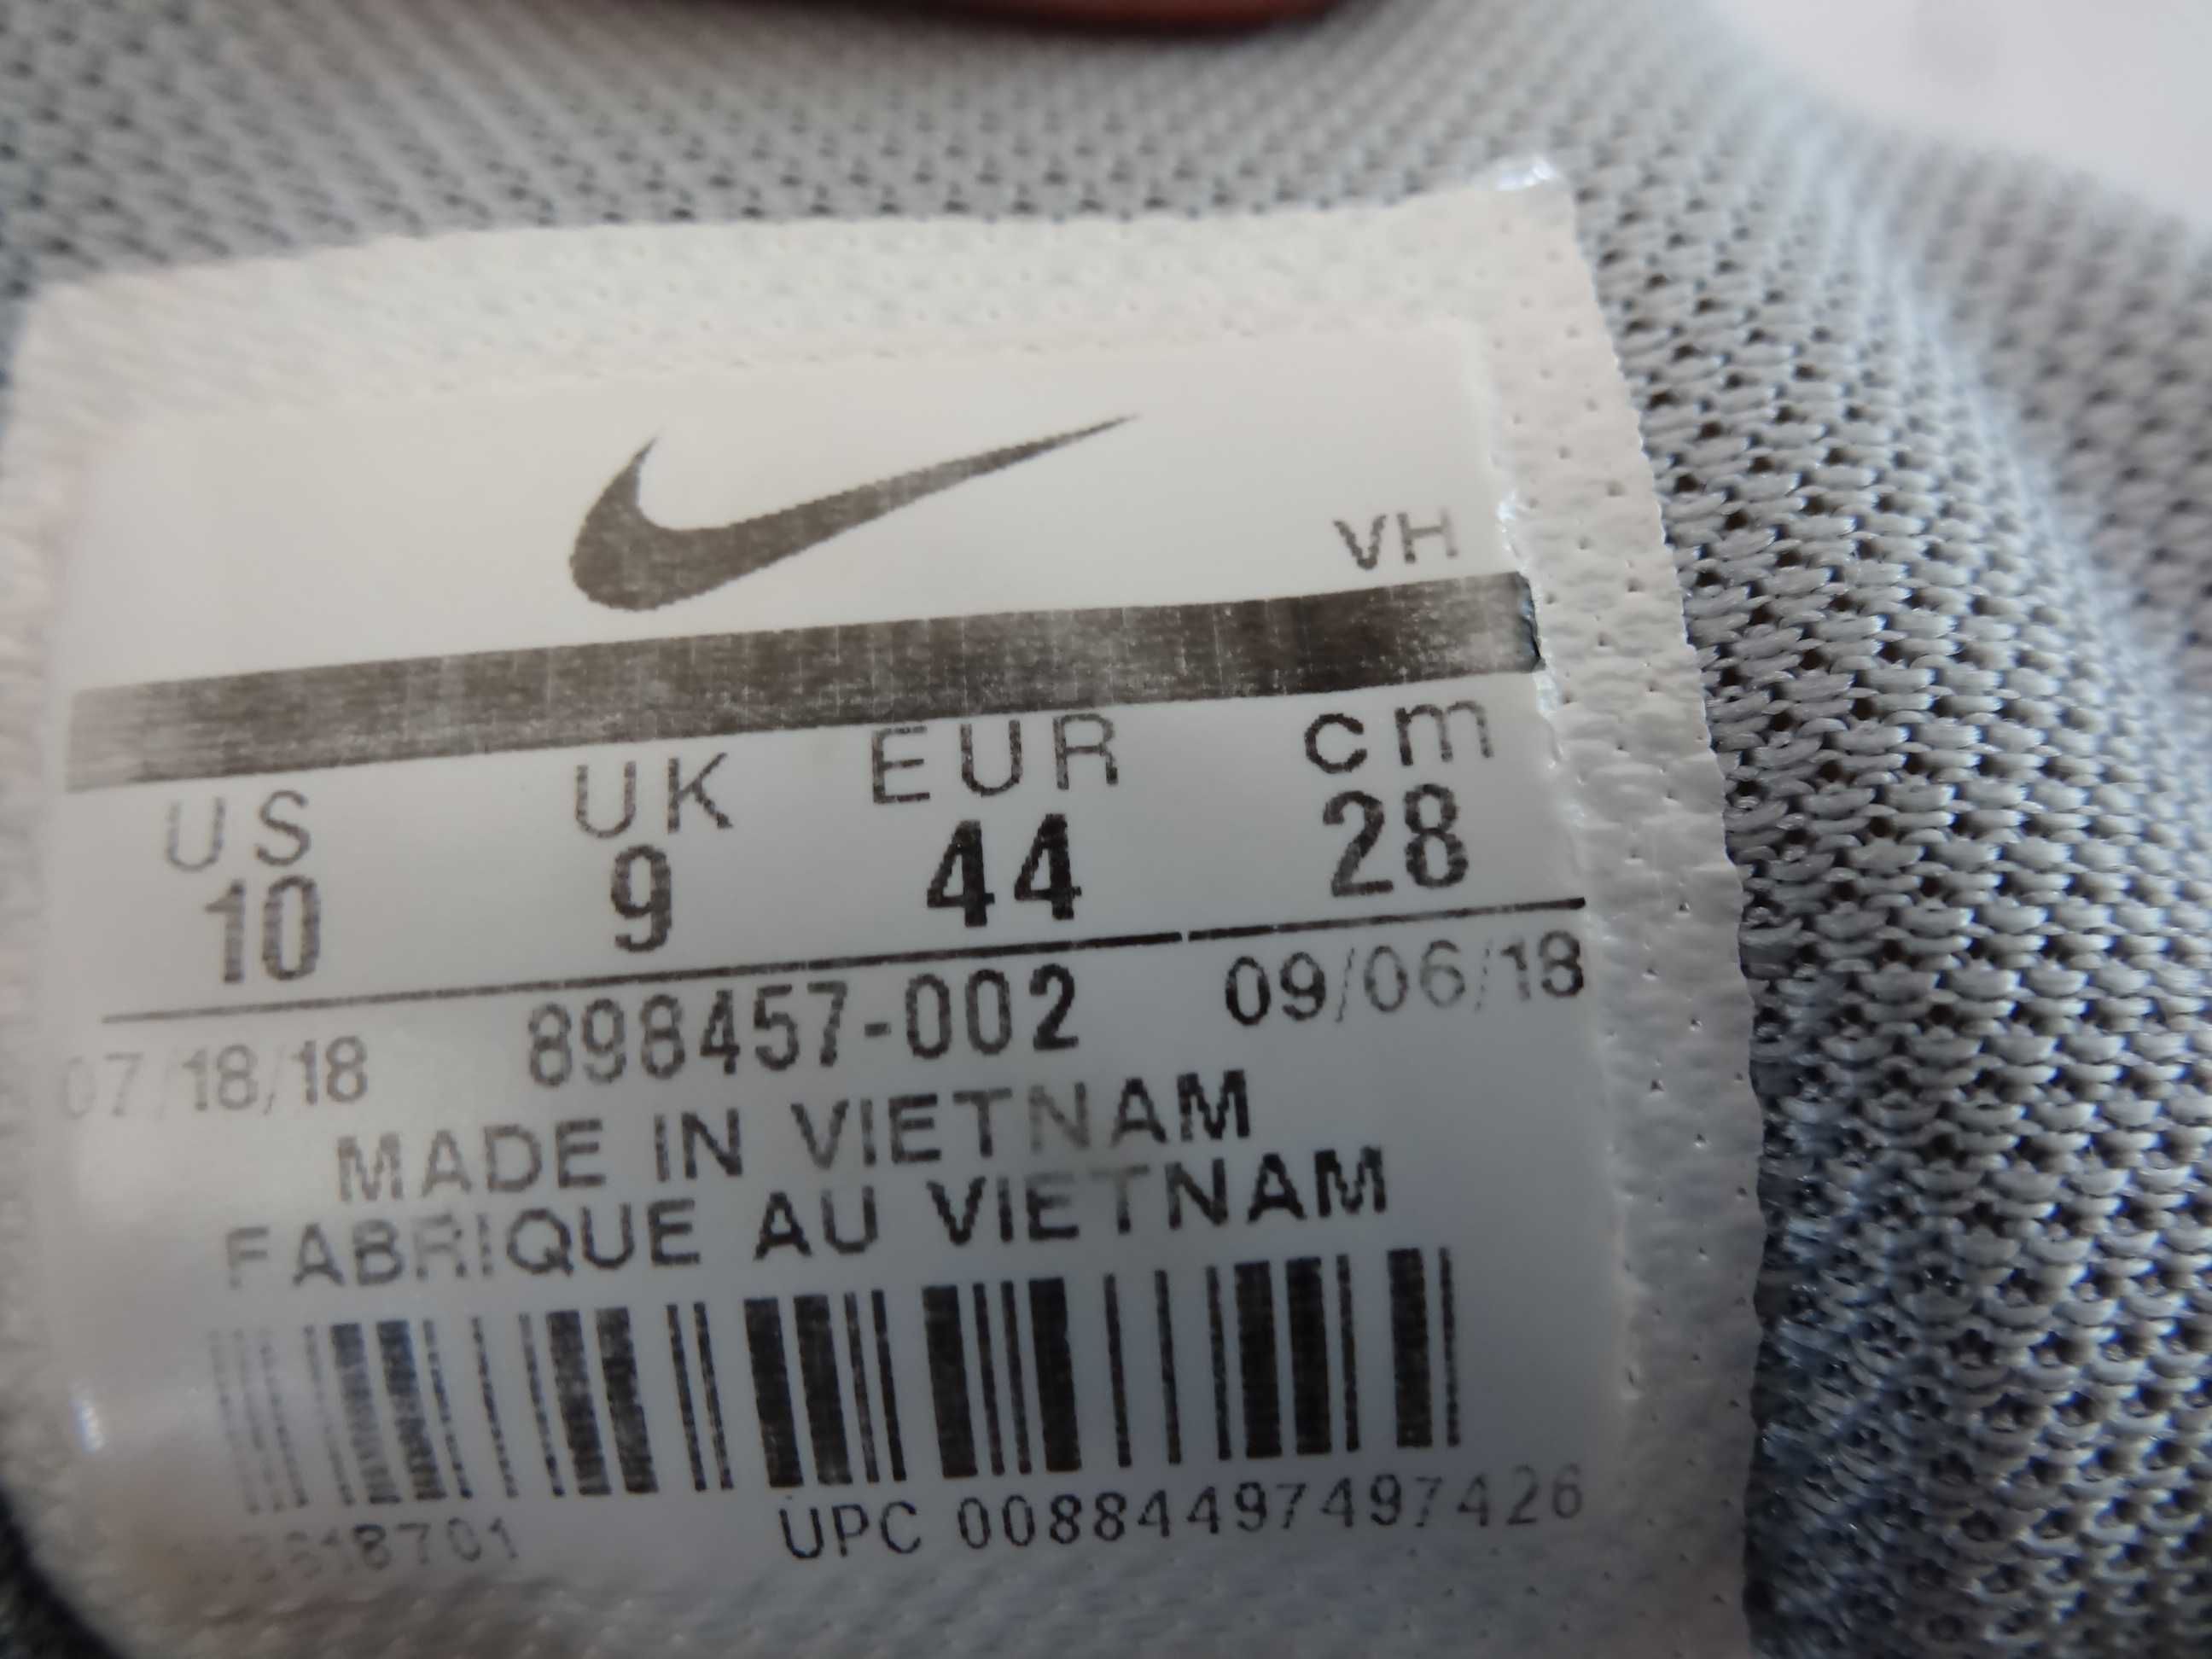 VH
US UK EUR cm
10 9 44 28
07/18/18 898457-002 09/06/18
MADE IN VIETNAM
FABRIQUE AU VIETNAM
UPC 00884497497426